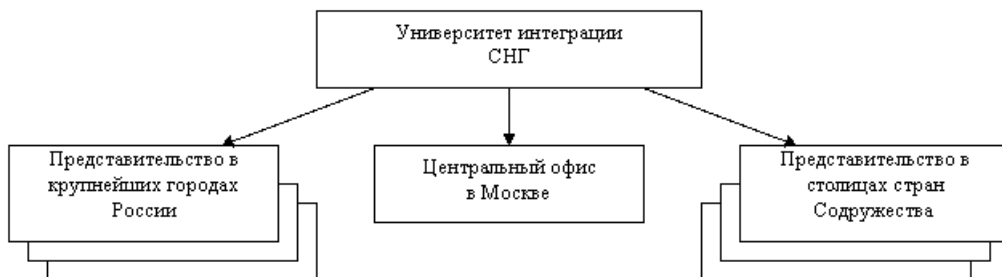 Университет интеграции
СНГ
Представительство в
крупнейших городах
России
Центральный офис
в Москве
Представительство в
столицах стран
Содружества